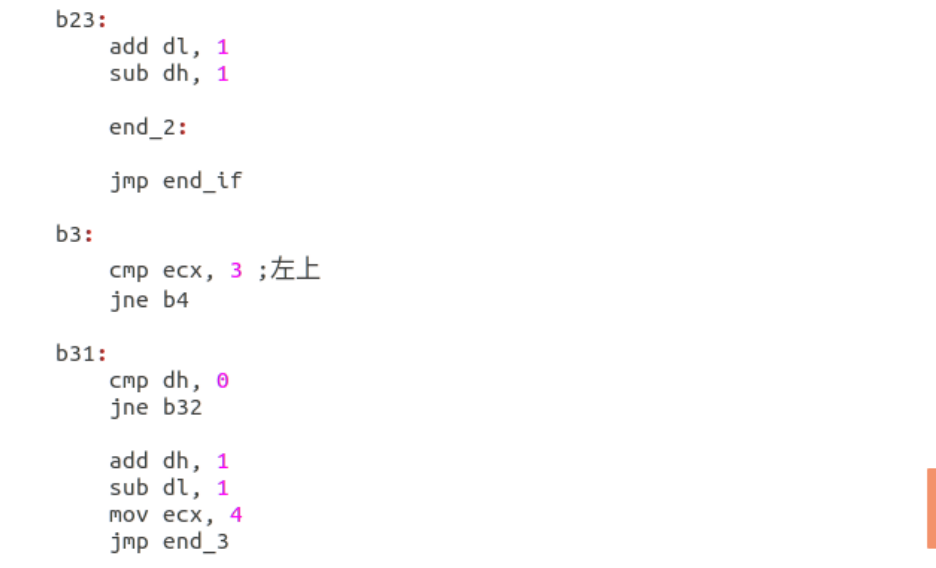 b23:
add dl, 1
sub dh, 1
end_2:
jmp end_if
b3:
cmp ecx, 3 ;左上
jne b4
b31:
cmp dh, 0
jne b32
add dh, 1
sub dl, 1
mov ecx, 4
jmp end_3